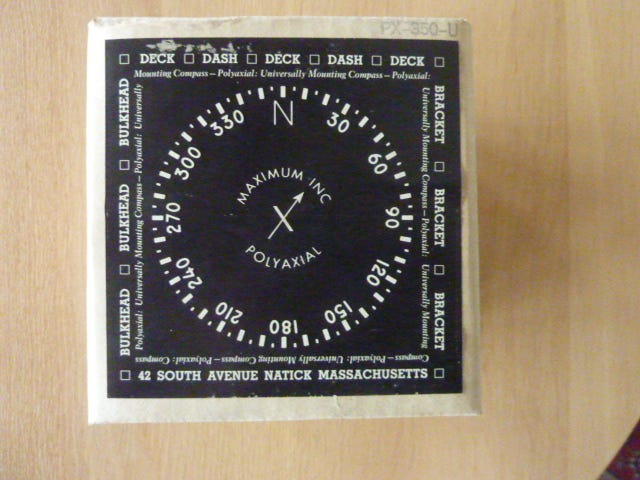 PX-350-U
□ DECK □ DASH □ DECK □ DASH □ DECK □
Mounting Compass – Polyaxial: Universally Mounting Compass – Polyaxial:
BULKHEAD □ BULKHEAD □ BULKHEAD
Polyaxial: Universally Mounting Compass – Polyaxial: Universally
BRACKET □ BRACKET □ BRACKET
Universally Mounting Compass – Polyaxial: Universally Mounting
N
30
60
90
120
150
180
210
240
270
300
330
MAXIMUM INC
X
POLYAXIAL
Compass – Polyaxial: Universally Mounting Compass – Polyaxial: Compass
□ 42 SOUTH AVENUE NATICK MASSACHUSETTS □